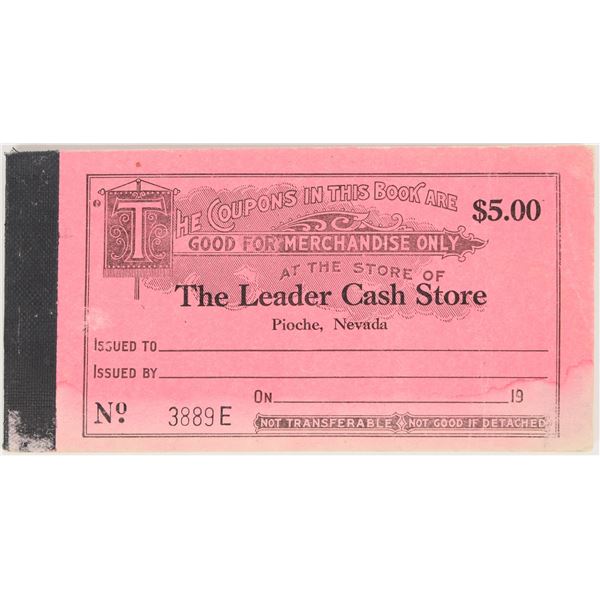 THE COUPONS IN THIS BOOK ARE
$5.00
GOOD FOR MERCHANDISE ONLY
AT THE STORE OF
The Leader Cash Store
Pioche, Nevada
ISSUED TO
ISSUED BY
ON 19
No. 3889E
NOT TRANSFERABLE NOT GOOD IF DETACHED